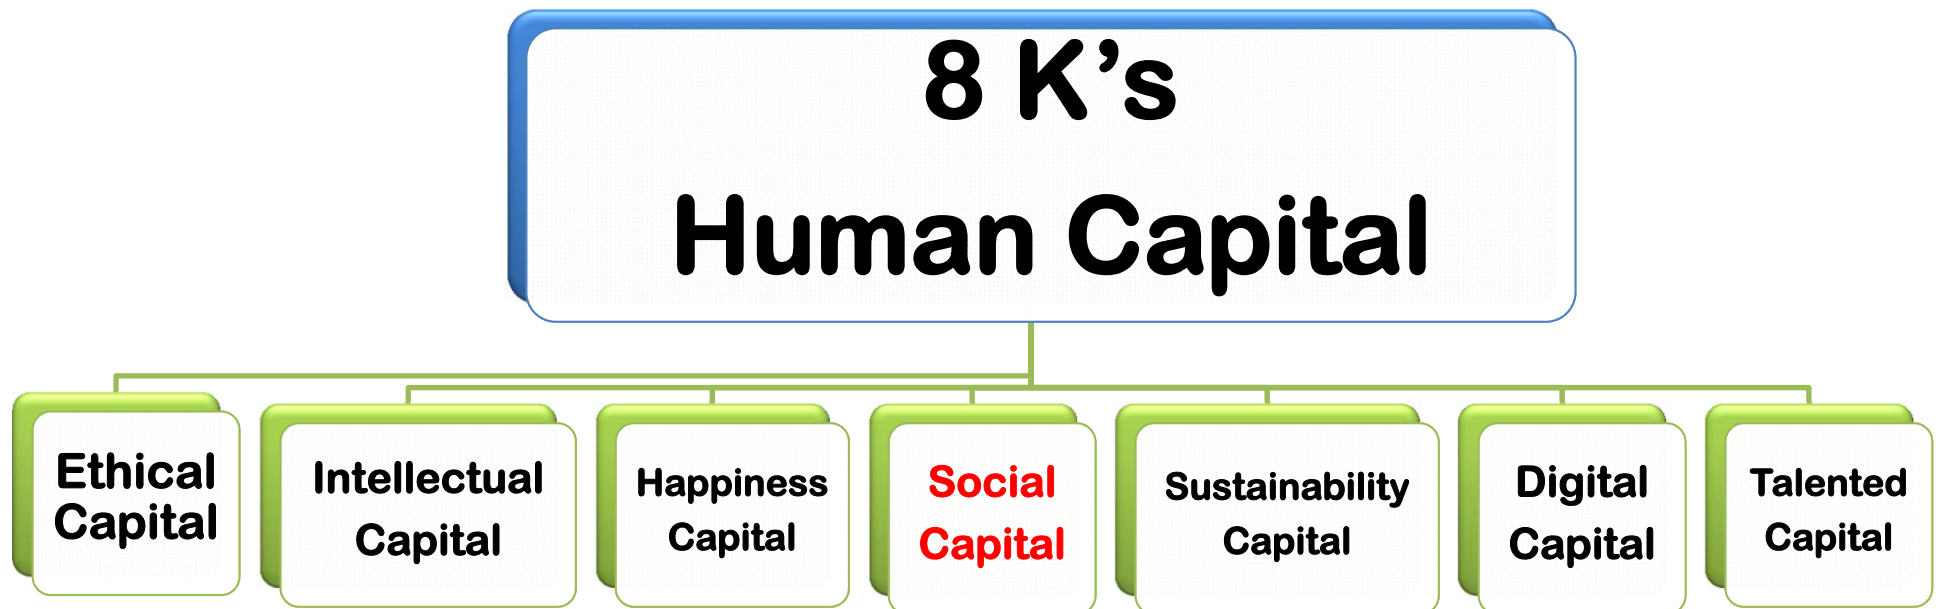 8 K’s
Human Capital
Ethical
Capital
Intellectual
Capital
Happiness
Capital
Social
Capital
Sustainability
Capital
Digital
Capital
Talented
Capital